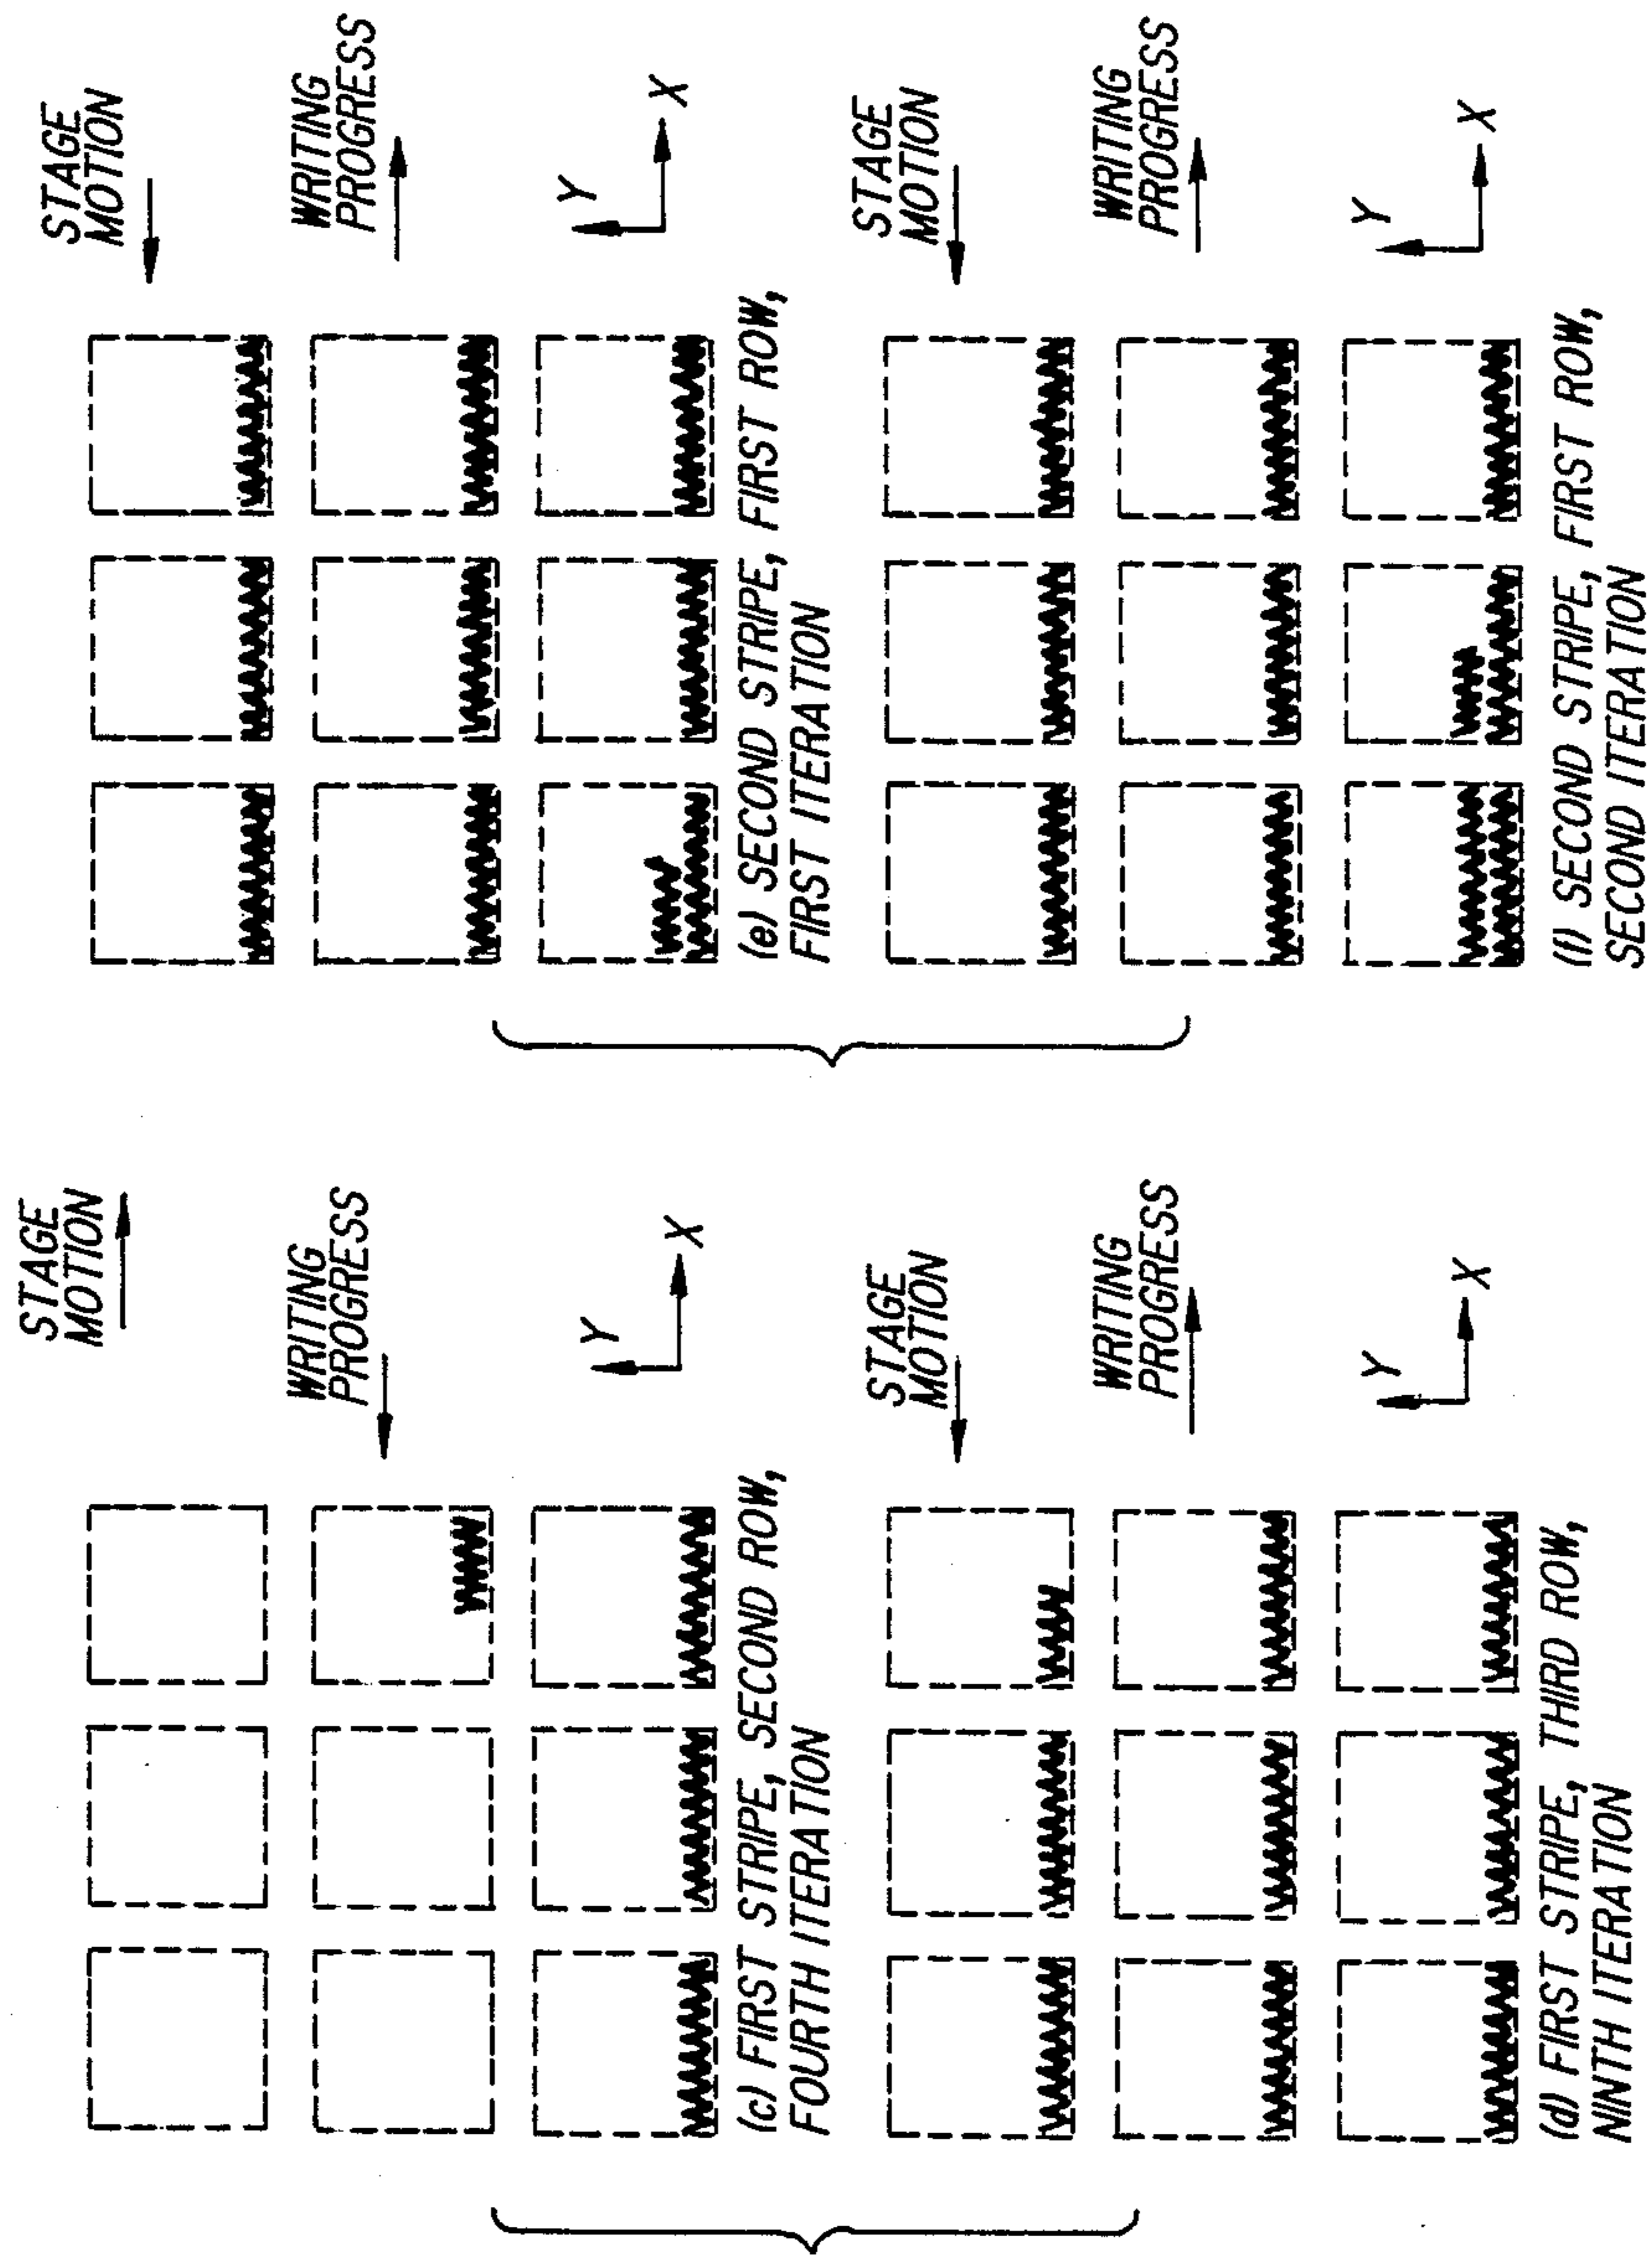 STAGE
MOTION
WRITING
PROGRESS
Y
X
(c) FIRST STRIPE, SECOND ROW,
FOURTH ITERATION
STAGE
MOTION
WRITING
PROGRESS
Y
X
(d) FIRST STRIPE, THIRD ROW,
NINTH ITERATION
STAGE
MOTION
WRITING
PROGRESS
Y
X
(e) SECOND STRIPE, FIRST ROW,
FIRST ITERATION
STAGE
MOTION
WRITING
PROGRESS
Y
X
(f) SECOND STRIPE, FIRST ROW,
SECOND ITERATION